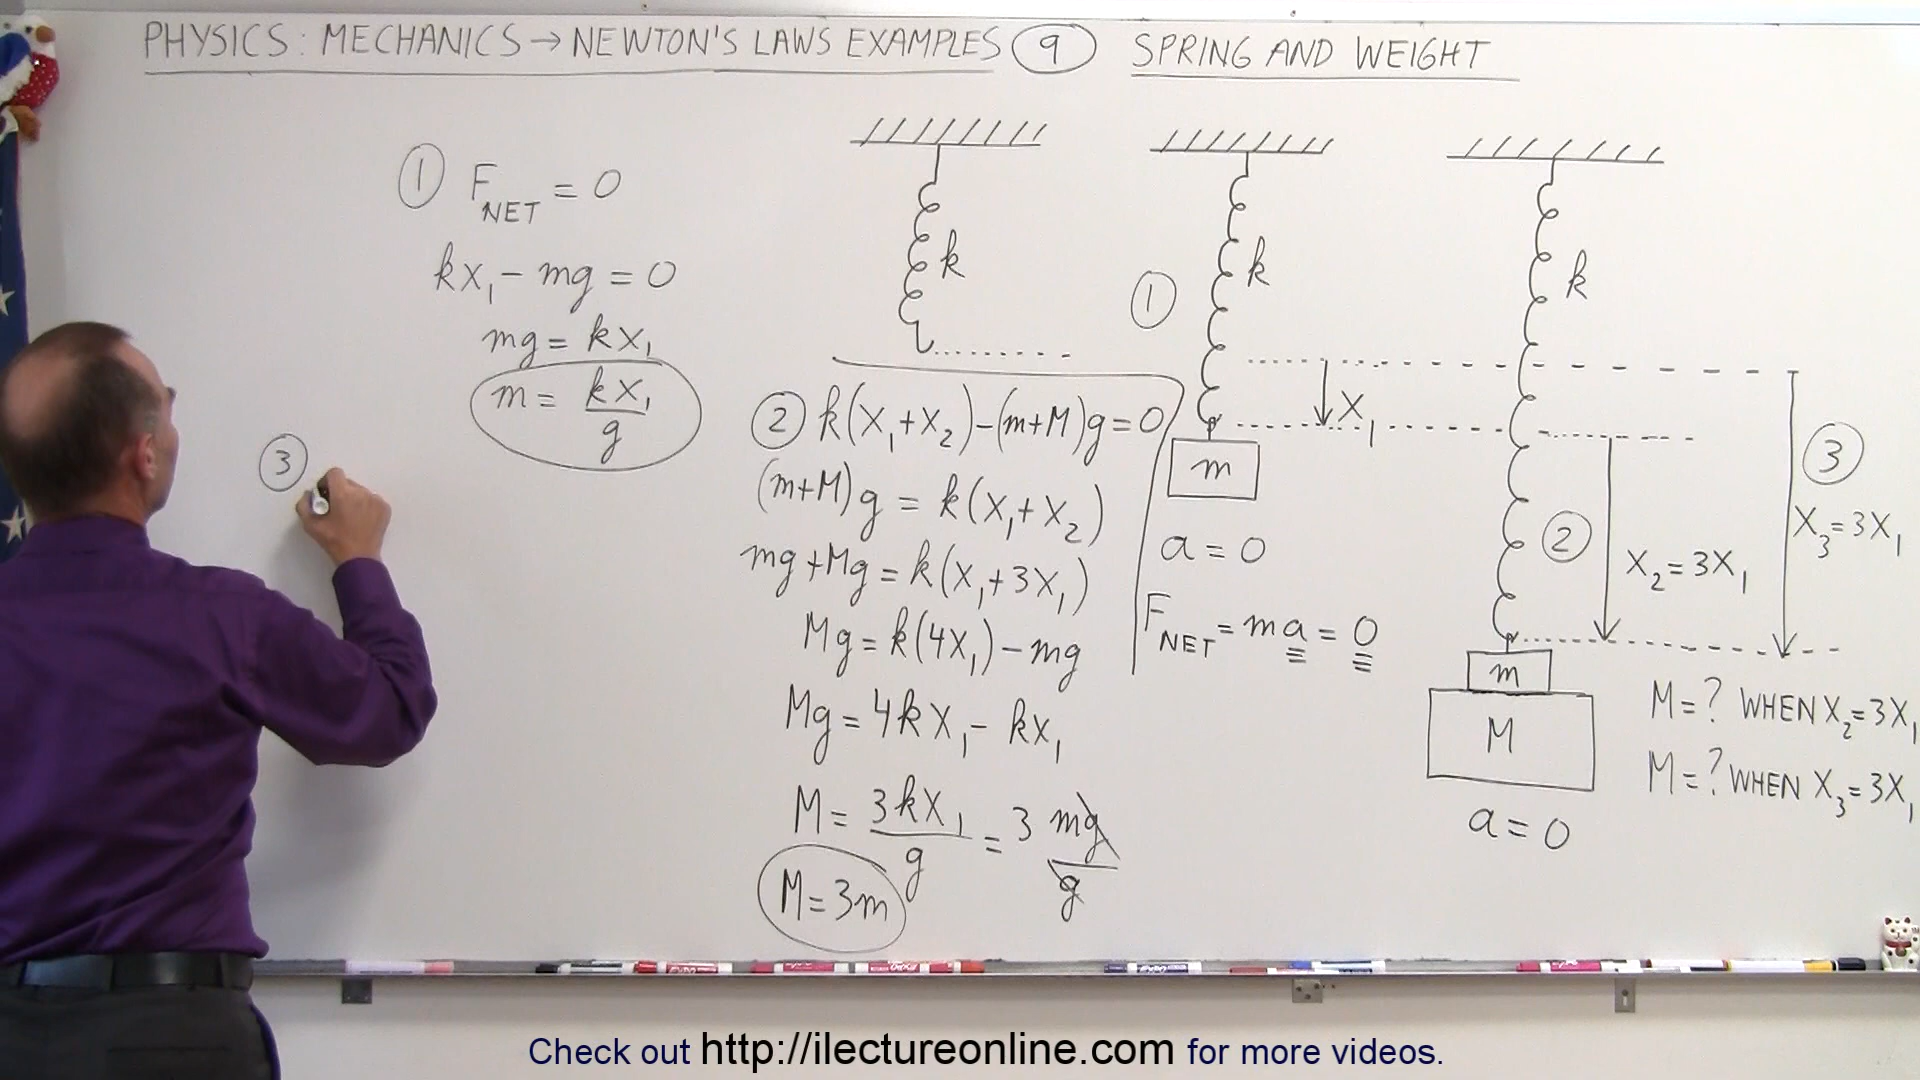 PHYSICS: MECHANICS → NEWTON'S LAWS EXAMPLES 9 SPRING AND WEIGHT
① F_NET = 0
kx₁ - mg = 0
mg = kx₁
m = kx₁/g
② k(x₁+x₂)-(m+M)g=0
(m+M)g = k(x₁+x₂)
mg+Mg = k(x₁+3x₁)
Mg = k(4x₁) - mg
Mg = 4kx₁ - kx₁
M = 3kx₁/g = 3 mg/g
M = 3m
③
k
①
k
x₁
m
a = 0
F_NET = ma = 0
k
②
x₂ = 3x₁
③
x₃ = 3x₁
m
M
a = 0
M = ? WHEN x₂ = 3x₁
M = ? WHEN x₃ = 3x₁
Check out http://ilectureonline.com for more videos.